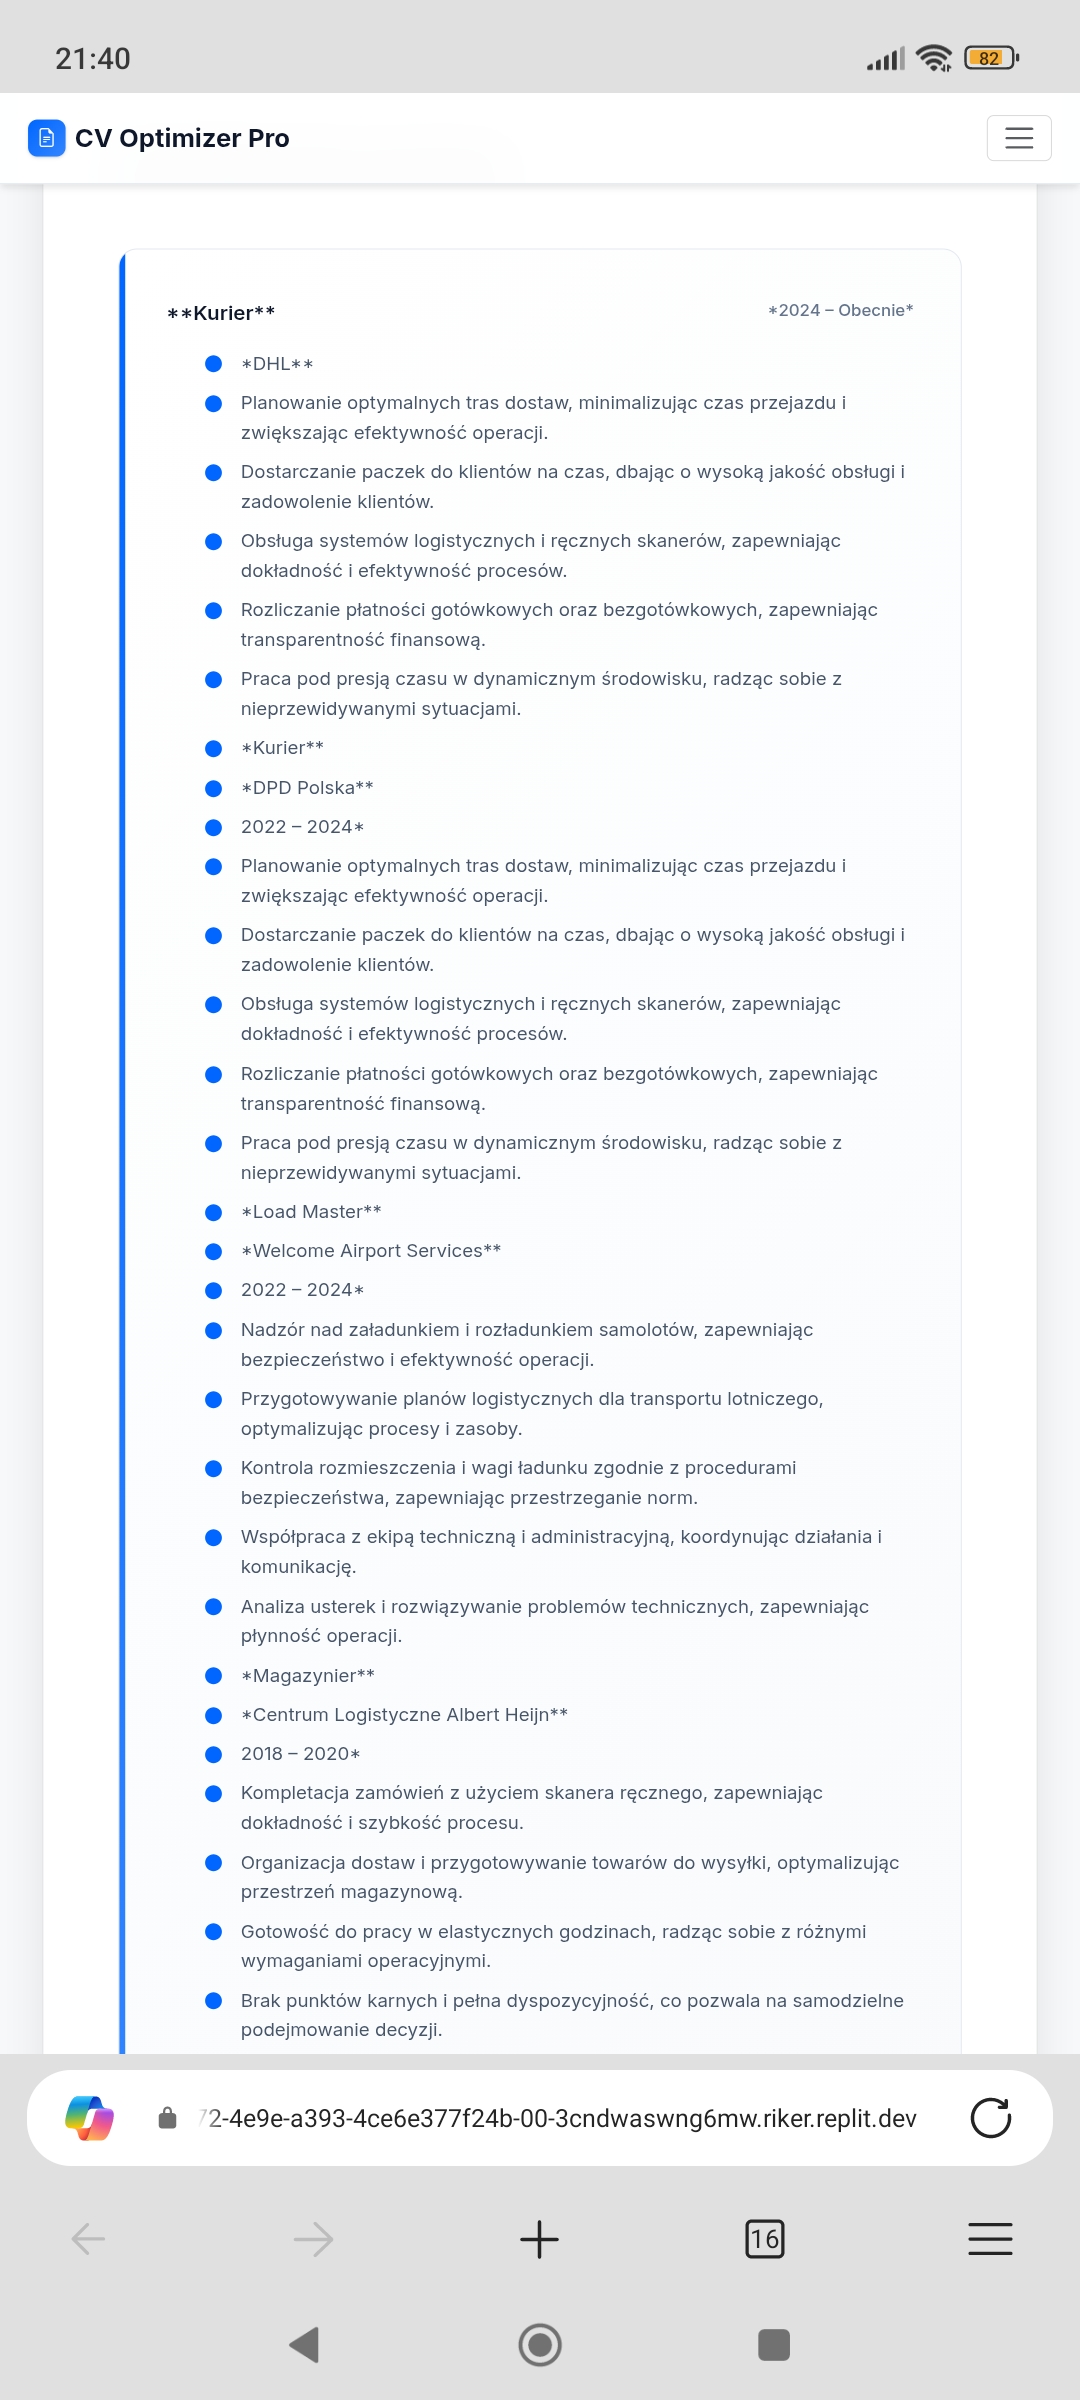 21:40
82
CV Optimizer Pro
**Kurier**
*2024 – Obecnie*
*DHL**
Planowanie optymalnych tras dostaw, minimalizując czas przejazdu i
zwiększając efektywność operacji.
Dostarczanie paczek do klientów na czas, dbając o wysoką jakość obsługi i
zadowolenie klientów.
Obsługa systemów logistycznych i ręcznych skanerów, zapewniając
dokładność i efektywność procesów.
Rozliczanie płatności gotówkowych oraz bezgotówkowych, zapewniając
transparentność finansową.
Praca pod presją czasu w dynamicznym środowisku, radząc sobie z
nieprzewidywanymi sytuacjami.
*Kurier**
*DPD Polska**
2022 – 2024*
Planowanie optymalnych tras dostaw, minimalizując czas przejazdu i
zwiększając efektywność operacji.
Dostarczanie paczek do klientów na czas, dbając o wysoką jakość obsługi i
zadowolenie klientów.
Obsługa systemów logistycznych i ręcznych skanerów, zapewniając
dokładność i efektywność procesów.
Rozliczanie płatności gotówkowych oraz bezgotówkowych, zapewniając
transparentność finansową.
Praca pod presją czasu w dynamicznym środowisku, radząc sobie z
nieprzewidywanymi sytuacjami.
*Load Master**
*Welcome Airport Services**
2022 – 2024*
Nadzór nad załadunkiem i rozładunkiem samolotów, zapewniając
bezpieczeństwo i efektywność operacji.
Przygotowywanie planów logistycznych dla transportu lotniczego,
optymalizując procesy i zasoby.
Kontrola rozmieszczenia i wagi ładunku zgodnie z procedurami
bezpieczeństwa, zapewniając przestrzeganie norm.
Współpraca z ekipą techniczną i administracyjną, koordynując działania i
komunikację.
Analiza usterek i rozwiązywanie problemów technicznych, zapewniając
płynność operacji.
*Magazynier**
*Centrum Logistyczne Albert Heijn**
2018 – 2020*
Kompletacja zamówień z użyciem skanera ręcznego, zapewniając
dokładność i szybkość procesu.
Organizacja dostaw i przygotowywanie towarów do wysyłki, optymalizując
przestrzeń magazynową.
Gotowość do pracy w elastycznych godzinach, radząc sobie z różnymi
wymaganiami operacyjnymi.
Brak punktów karnych i pełna dyspozycyjność, co pozwala na samodzielne
podejmowanie decyzji.
72-4e9e-a393-4ce6e377f24b-00-3cndwaswng6mw.riker.replit.dev
16